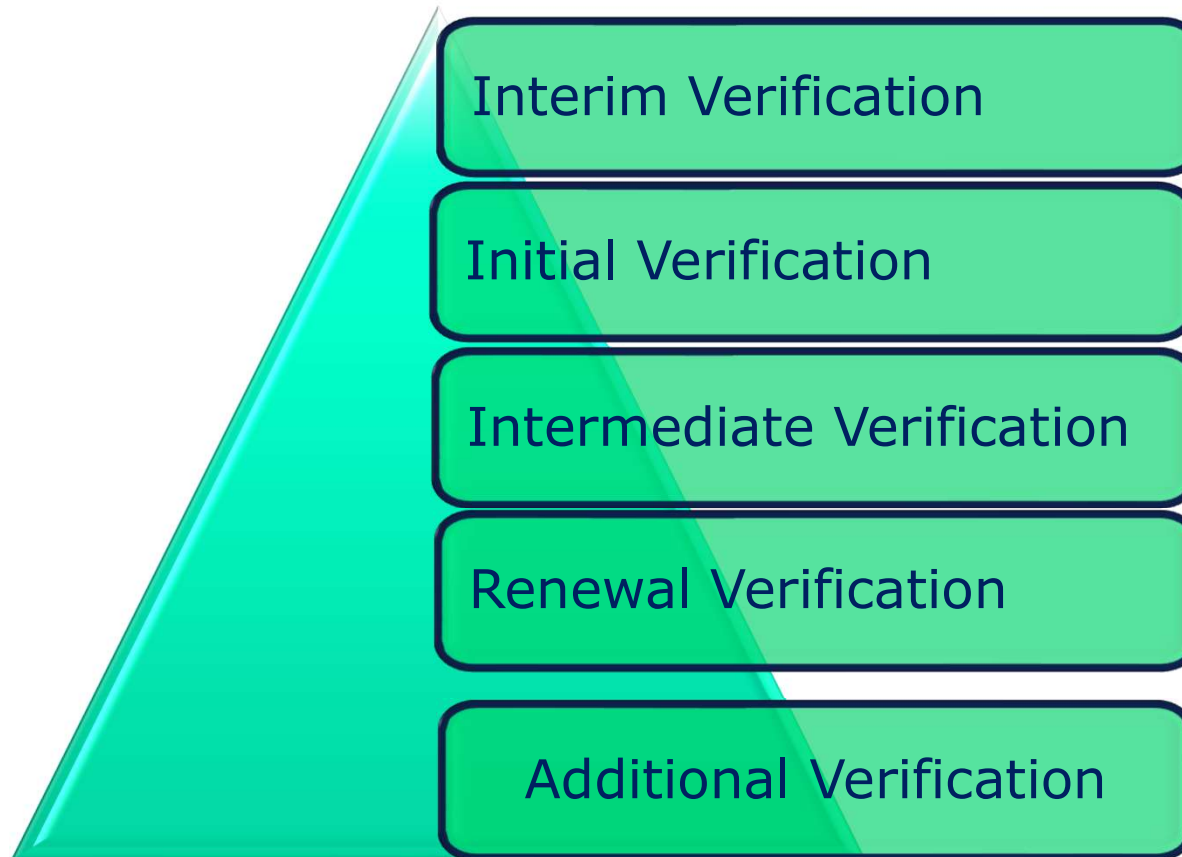 Interim Verification
Initial Verification
Intermediate Verification
Renewal Verification
Additional Verification